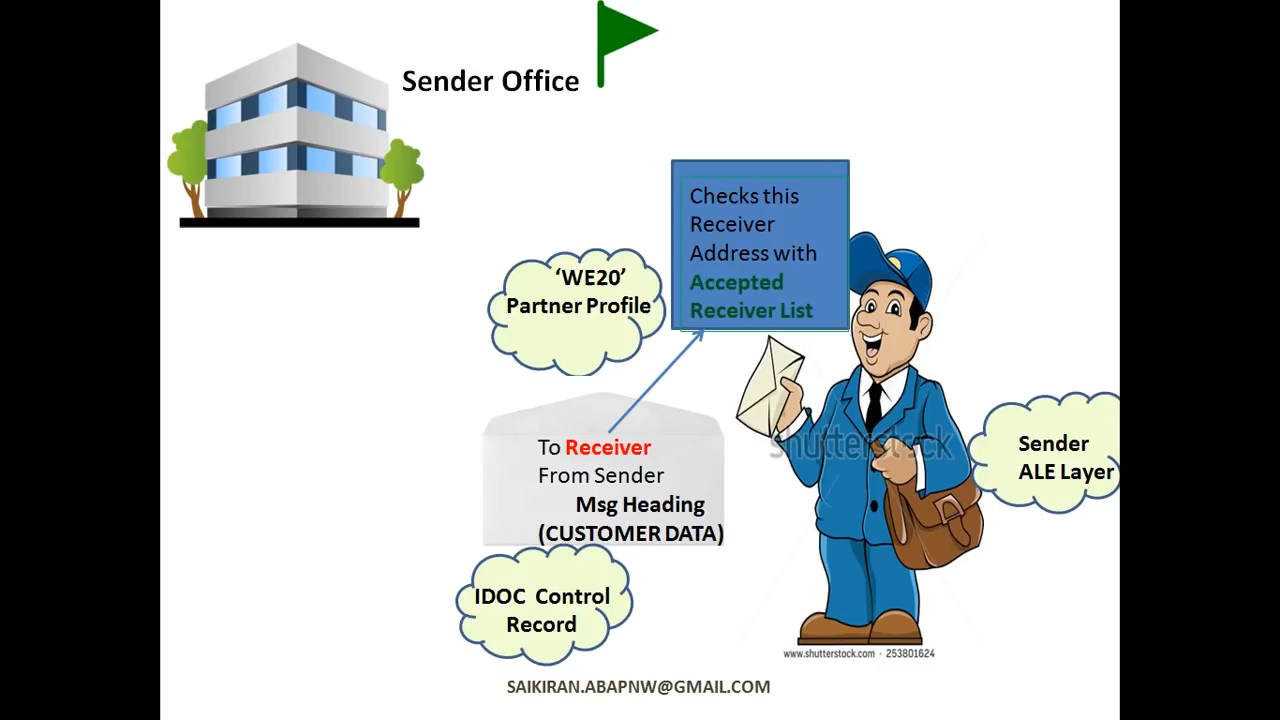 Sender Office
Checks this
Receiver
Address with
Accepted
Receiver List
‘WE20’
Partner Profile
To Receiver
From Sender
Msg Heading
(CUSTOMER DATA)
Sender
ALE Layer
IDOC Control
Record
shutterstock
www.shutterstock.com · 253801624
SAIKIRAN.ABAPNW@GMAIL.COM